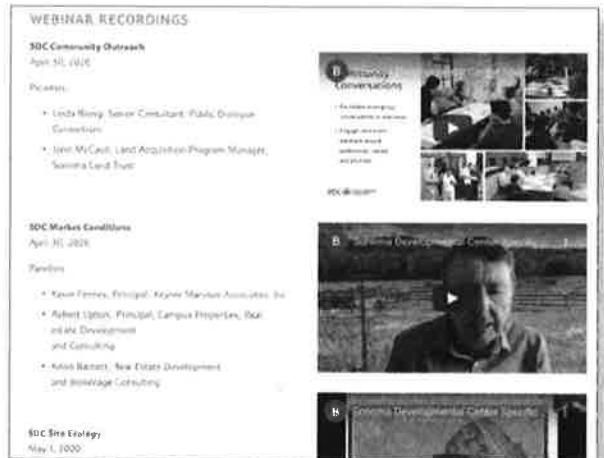 WEBINAR RECORDINGS
SDC Community Outreach
April 30, 2020
Panelists
• Linda Senior Consultant, Public Dialogue
Consortium
• John McCaull, Land Acquisition Program Manager,
Sonoma Land Trust
B
Community
Conversations
SDC Market Conditions
April 30, 2020
Panelists
• Kevin Principal, Keyser Marston Associates, Inc
• Robert Upton, Principal, Campus Properties, Real
estate Development
and Consulting
• Kevin Barnett, Real Estate Development
and Brokerage Consulting
B Sonoma Developmental Center Specific
SDC Site Ecology
May 1, 2020
B Sonoma Developmental Center Specific